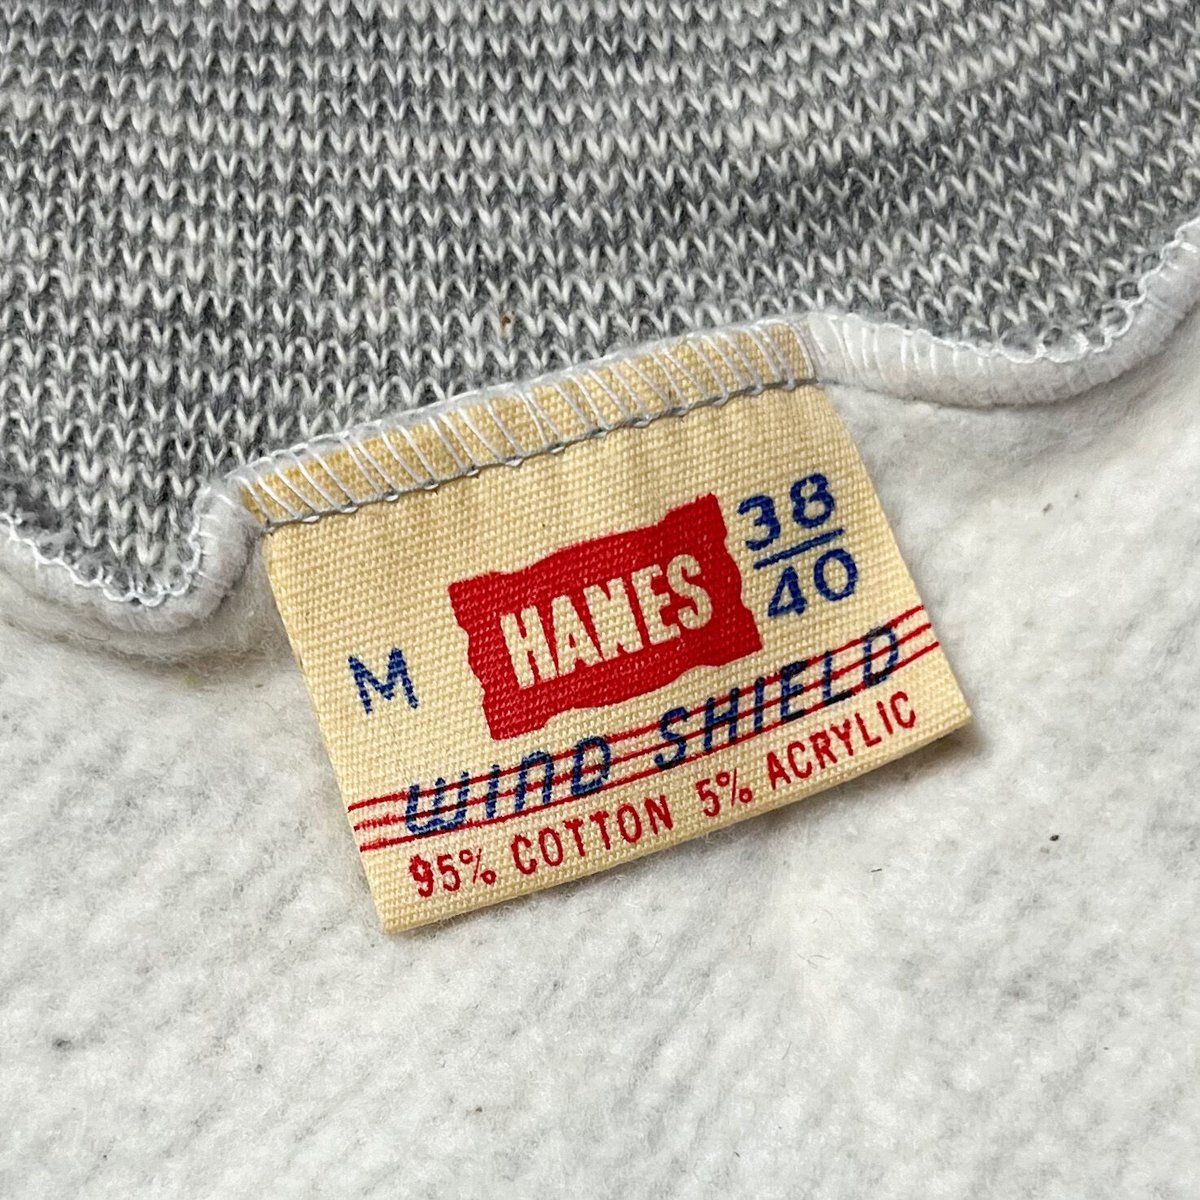 M
HANES
38
40
WIND SHIELD
95% COTTON 5% ACRYLIC